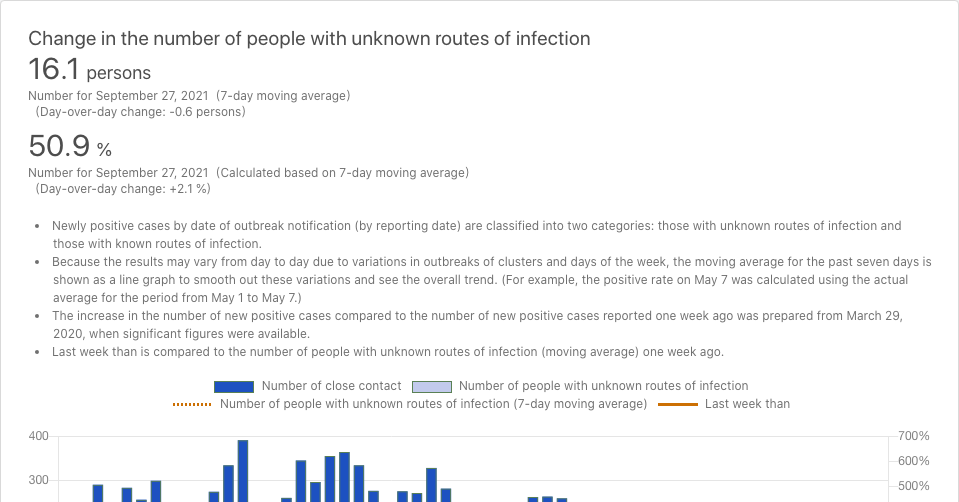 Change in the number of people with unknown routes of infection
16.1 persons
Number for September 27, 2021  (7-day moving average)
(Day-over-day change: -0.6 persons)
50.9 %
Number for September 27, 2021  (Calculated based on 7-day moving average)
(Day-over-day change: +2.1 %)
• Newly positive cases by date of outbreak notification (by reporting date) are classified into two categories: those with unknown routes of infection and
those with known routes of infection.
• Because the results may vary from day to day due to variations in outbreaks of clusters and days of the week, the moving average for the past seven days is
shown as a line graph to smooth out these variations and see the overall trend. (For example, the positive rate on May 7 was calculated using the actual
average for the period from May 1 to May 7.)
• The increase in the number of new positive cases compared to the number of new positive cases reported one week ago was prepared from March 29,
2020, when significant figures were available.
• Last week than is compared to the number of people with unknown routes of infection (moving average) one week ago.
Number of close contact Number of people with unknown routes of infection
Number of people with unknown routes of infection (7-day moving average) Last week than
400 700%
600%
300
500%